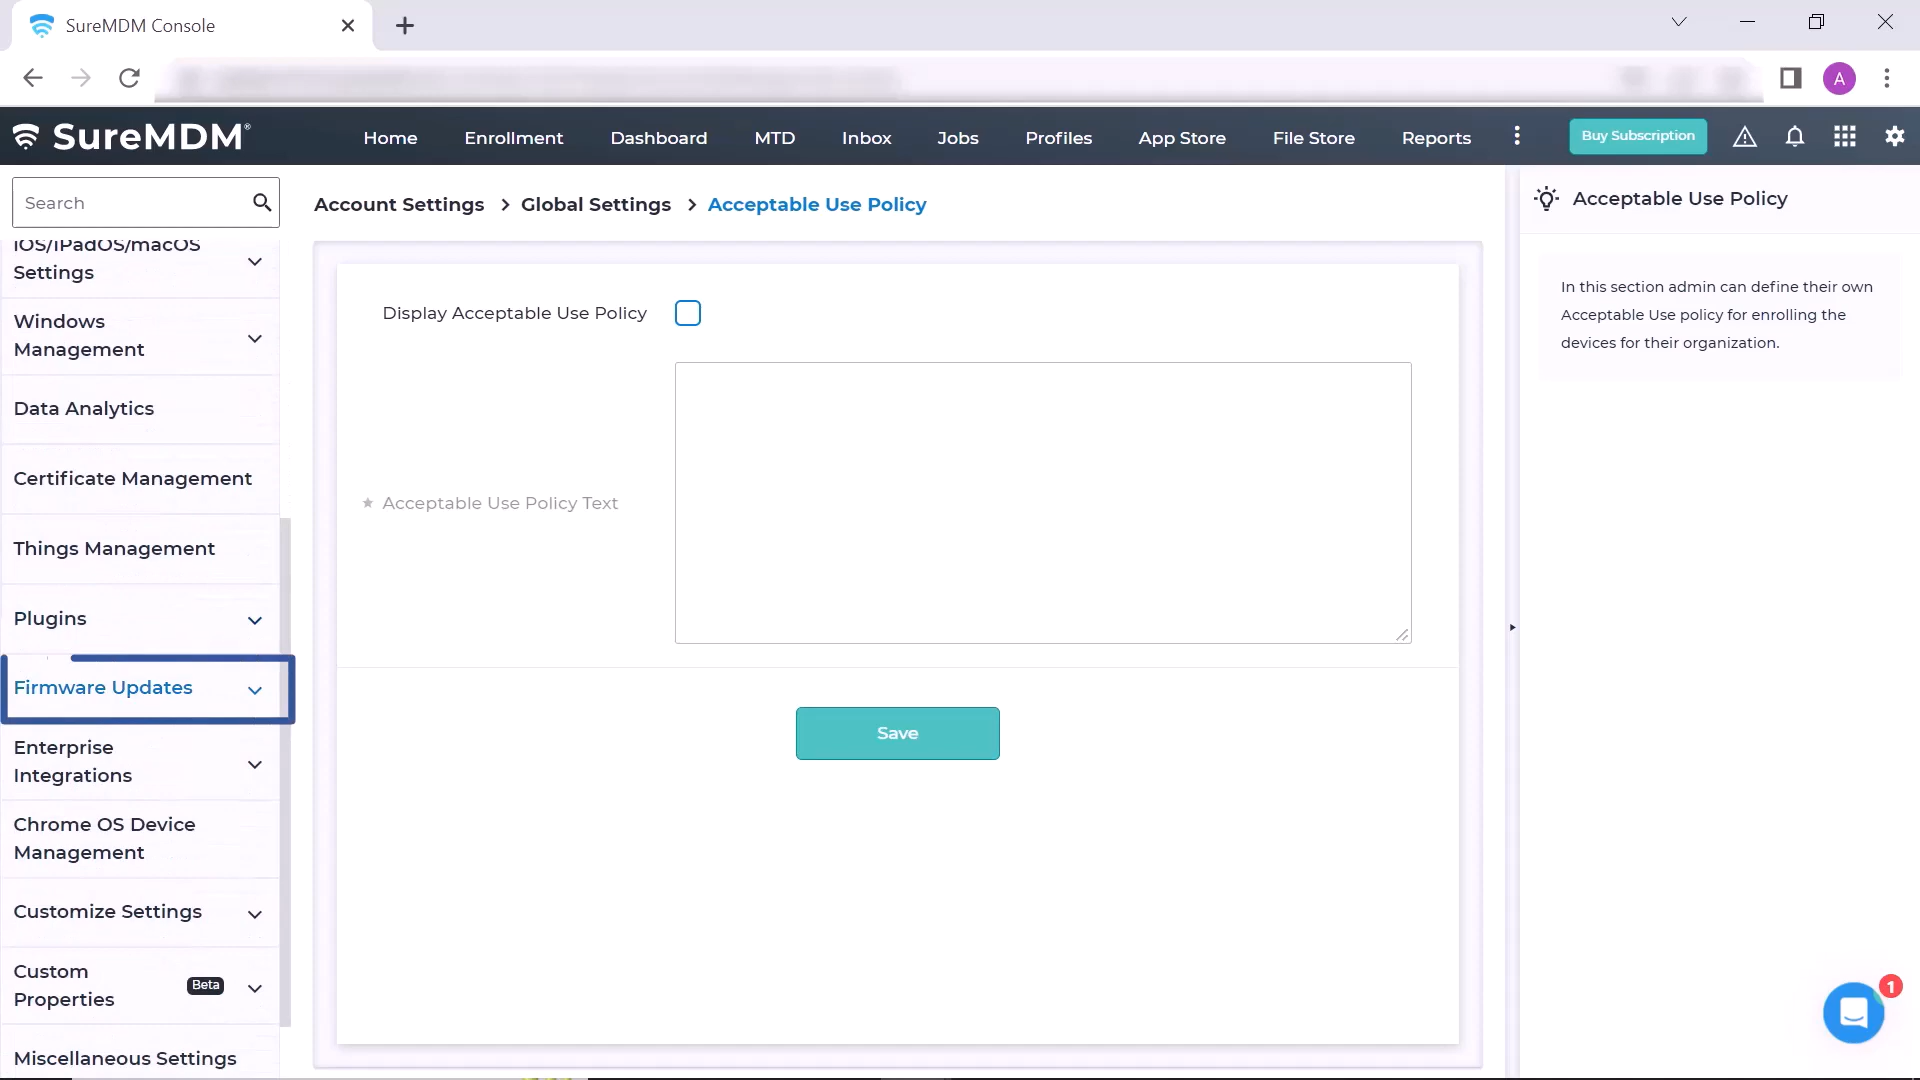 SureMDM Console
A
SureMDM®
Home
Enrollment
Dashboard
MTD
Inbox
Jobs
Profiles
App Store
File Store
Reports
Buy Subscription
Search
iOS/iPadOS/macOS
Settings
Windows
Management
Data Analytics
Certificate Management
Things Management
Plugins
Firmware Updates
Enterprise
Integrations
Chrome OS Device
Management
Customize Settings
Custom
Properties
Beta
Miscellaneous Settings
Account Settings > Global Settings > Acceptable Use Policy
Display Acceptable Use Policy
Acceptable Use Policy Text
Save
Acceptable Use Policy
In this section admin can define their own
Acceptable Use policy for enrolling the
devices for their organization.
1